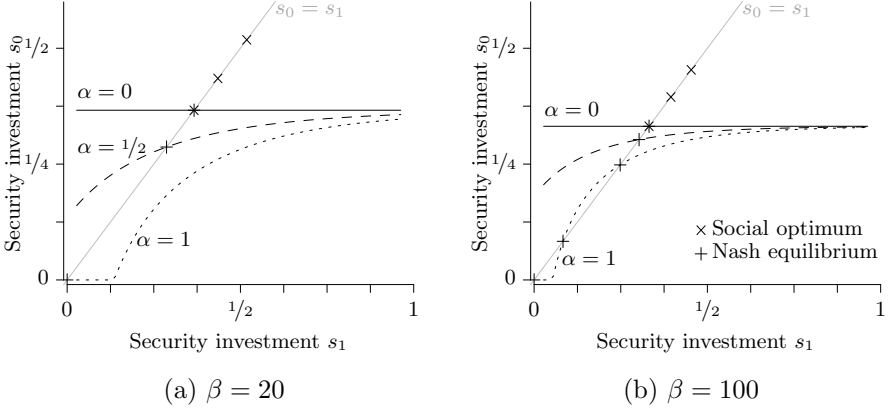 s₀ = s₁
1/2
α = 0
α = 1/2
1/4
α = 1
0
Security investment s₀
0
1/2
1
Security investment s₁
(a) β = 20
s₀ = s₁
1/2
α = 0
1/4
× Social optimum
+ Nash equilibrium
α = 1
0
Security investment s₀
0
1/2
1
Security investment s₁
(b) β = 100